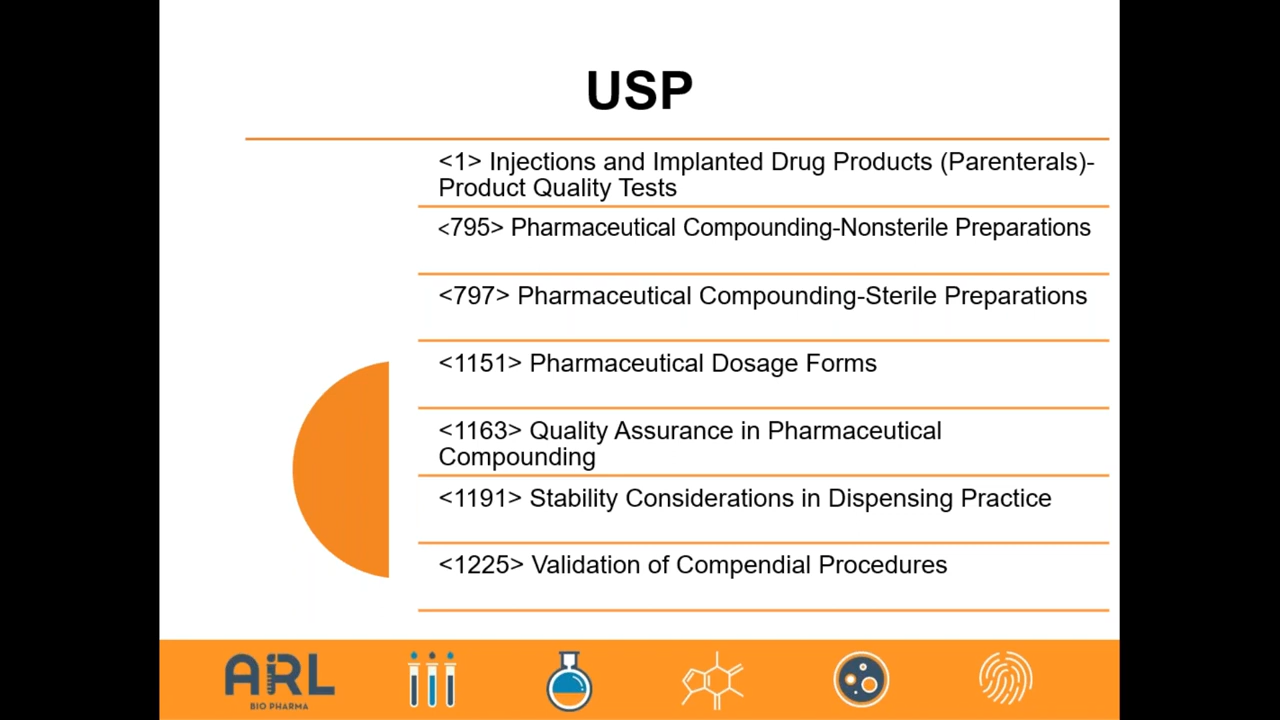 USP
<1> Injections and Implanted Drug Products (Parenterals)-
Product Quality Tests
<795> Pharmaceutical Compounding-Nonsterile Preparations
<797> Pharmaceutical Compounding-Sterile Preparations
<1151> Pharmaceutical Dosage Forms
<1163> Quality Assurance in Pharmaceutical
Compounding
<1191> Stability Considerations in Dispensing Practice
<1225> Validation of Compendial Procedures
ARL
BIO PHARMA